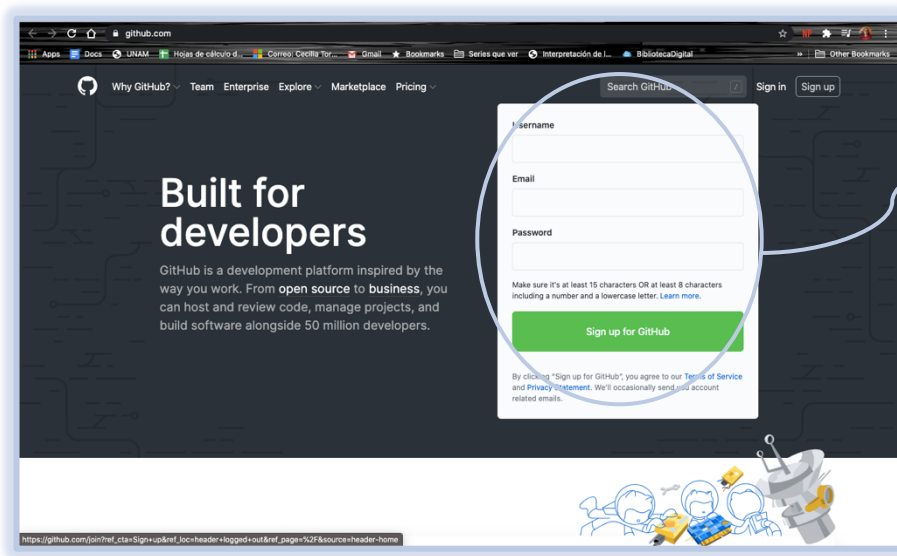 github.com
Apps Docs UNAM Hojas de cálculo d... Correo: Cecilia Tor... Gmail Bookmarks Series que ver Interpretación de l... BibliotecaDigital » Other Bookmarks
Why GitHub? Team Enterprise Explore Marketplace Pricing Search GitHub / Sign in Sign up
Username
Email
Password
Make sure it's at least 15 characters OR at least 8 characters
including a number and a lowercase letter. Learn more.
Sign up for GitHub
By clicking "Sign up for GitHub", you agree to our Terms of Service
and Privacy Statement. We'll occasionally send you account
related emails.
Built for
developers
GitHub is a development platform inspired by the
way you work. From open source to business, you
can host and review code, manage projects, and
build software alongside 50 million developers.
https://github.com/join?ref_cta=Sign+up&ref_loc=header+logged+out&ref_page=%2F&source=header-home